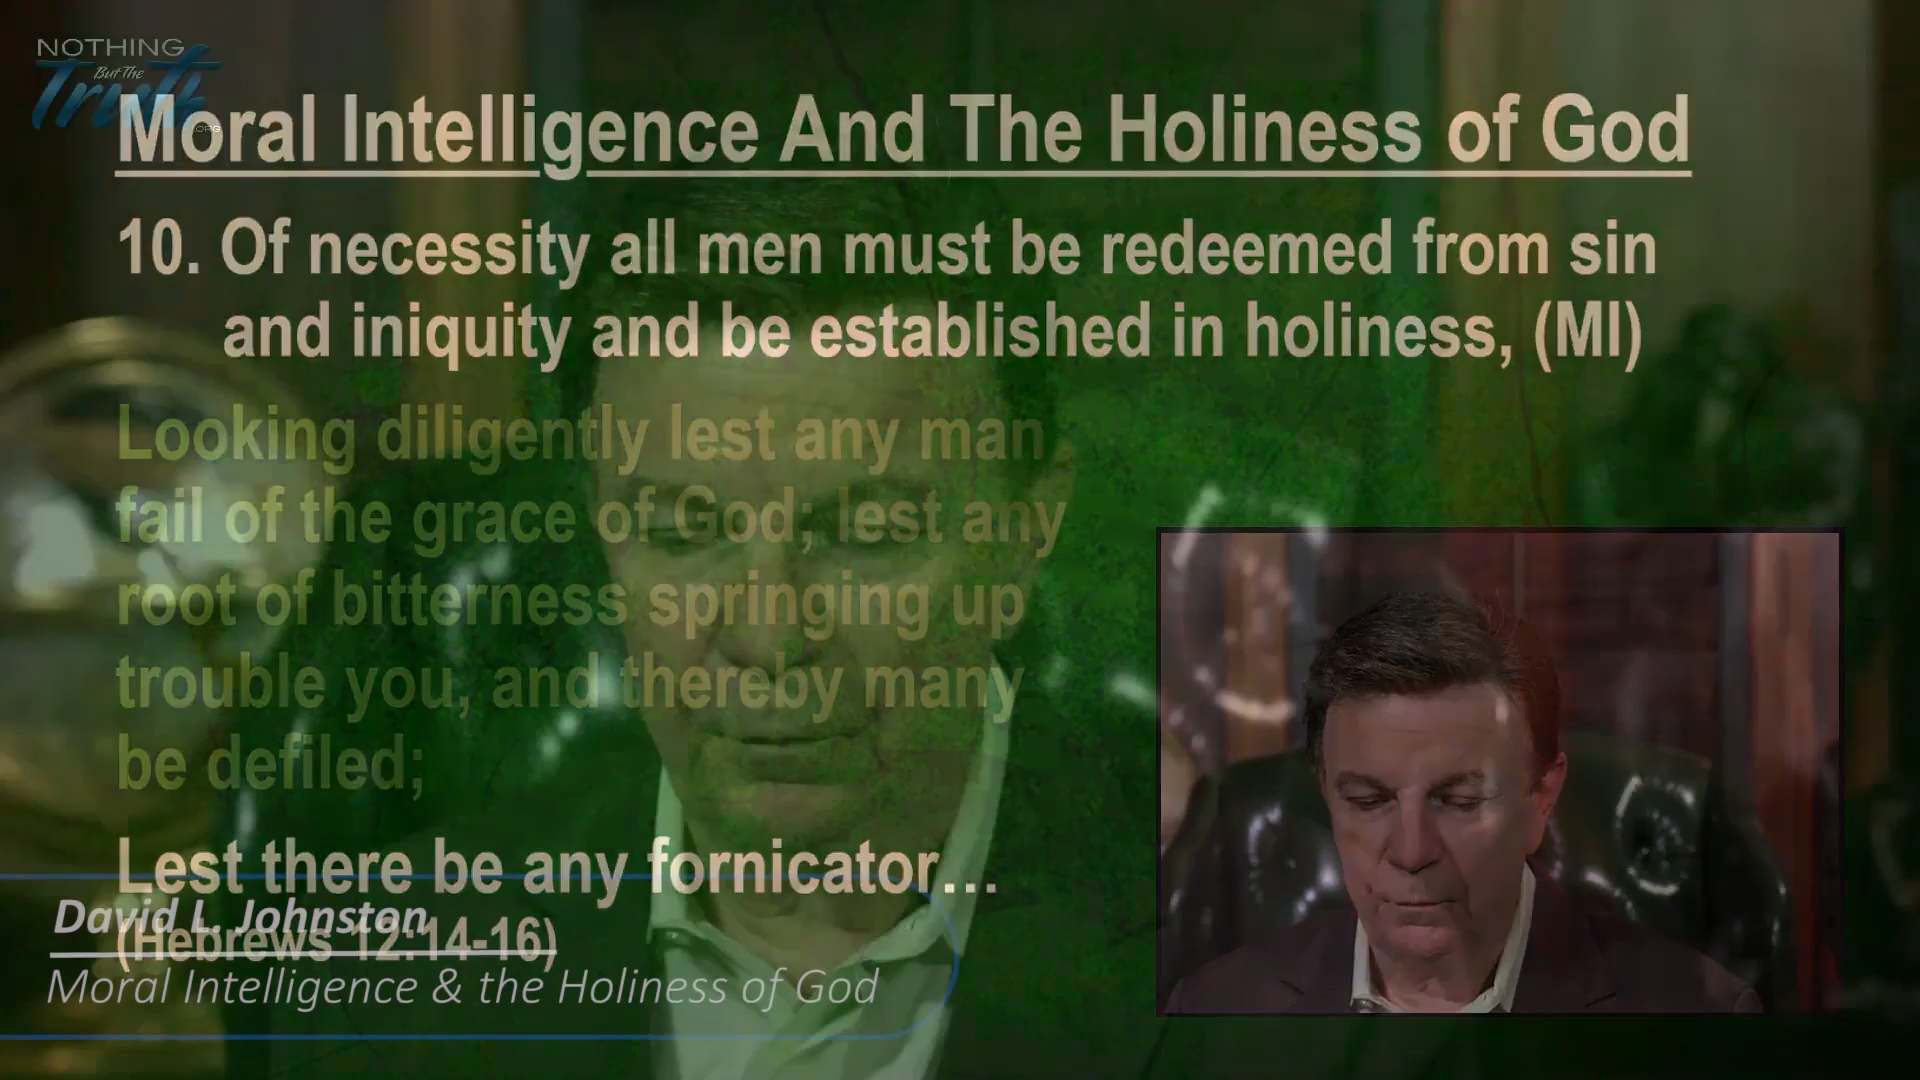 NOTHING
But The
Truth
.ORG
Moral Intelligence And The Holiness of God
10. Of necessity all men must be redeemed from sin
and iniquity and be established in holiness, (MI)
Looking diligently lest any man
fail of the grace of God; lest any
root of bitterness springing up
trouble you, and thereby many
be defiled;
Lest there be any fornicator…
David L. Johnston
(Hebrews 12:14-16)
Moral Intelligence & the Holiness of God